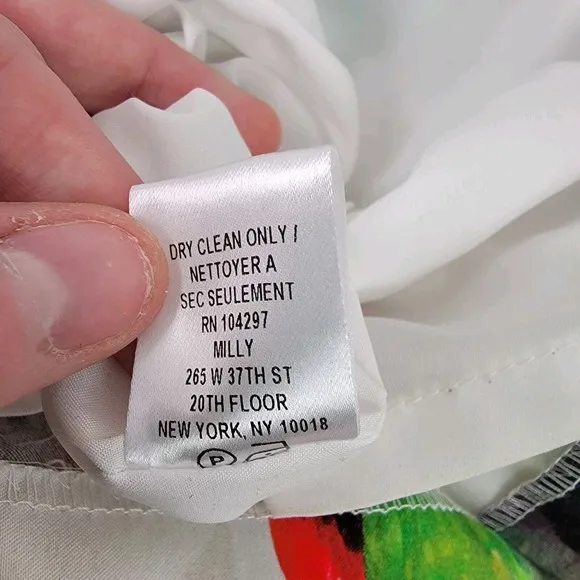 DRY CLEAN ONLY /
NETTOYER A
SEC SEULEMENT
RN 104297
MILLY
265 W 37TH ST
20TH FLOOR
NEW YORK, NY 10018
P